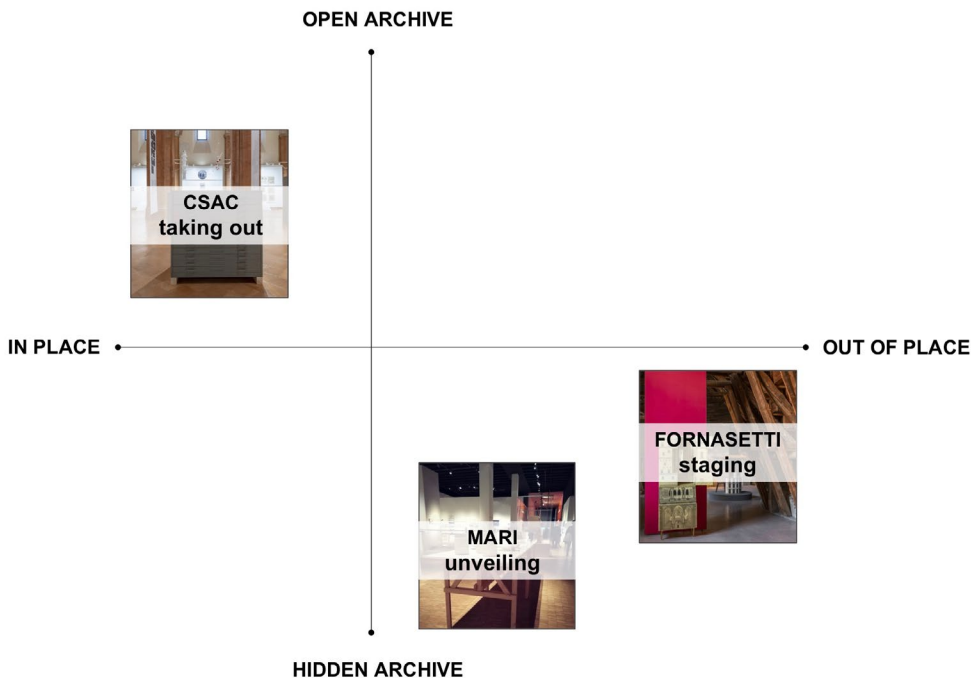 OPEN ARCHIVE
CSAC
taking out
IN PLACE
OUT OF PLACE
FORNASETTI
staging
MARI
unveiling
HIDDEN ARCHIVE